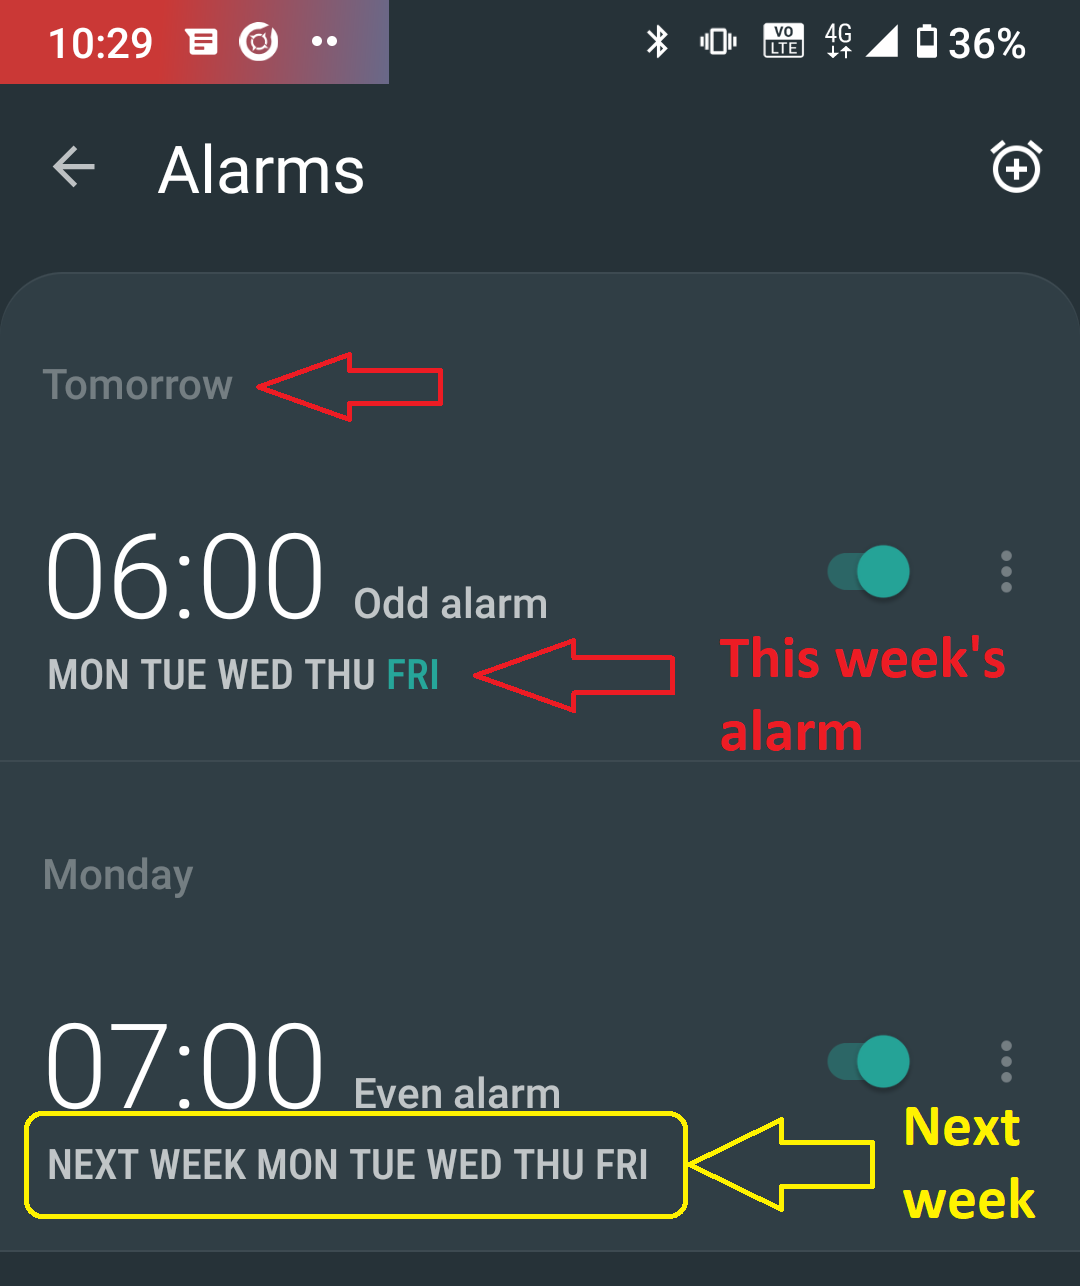 10:29 VO LTE 4G 36%
Alarms
Tomorrow
06:00 Odd alarm
MON TUE WED THU FRI
This week's
alarm
Monday
07:00 Even alarm
NEXT WEEK MON TUE WED THU FRI
Next
week